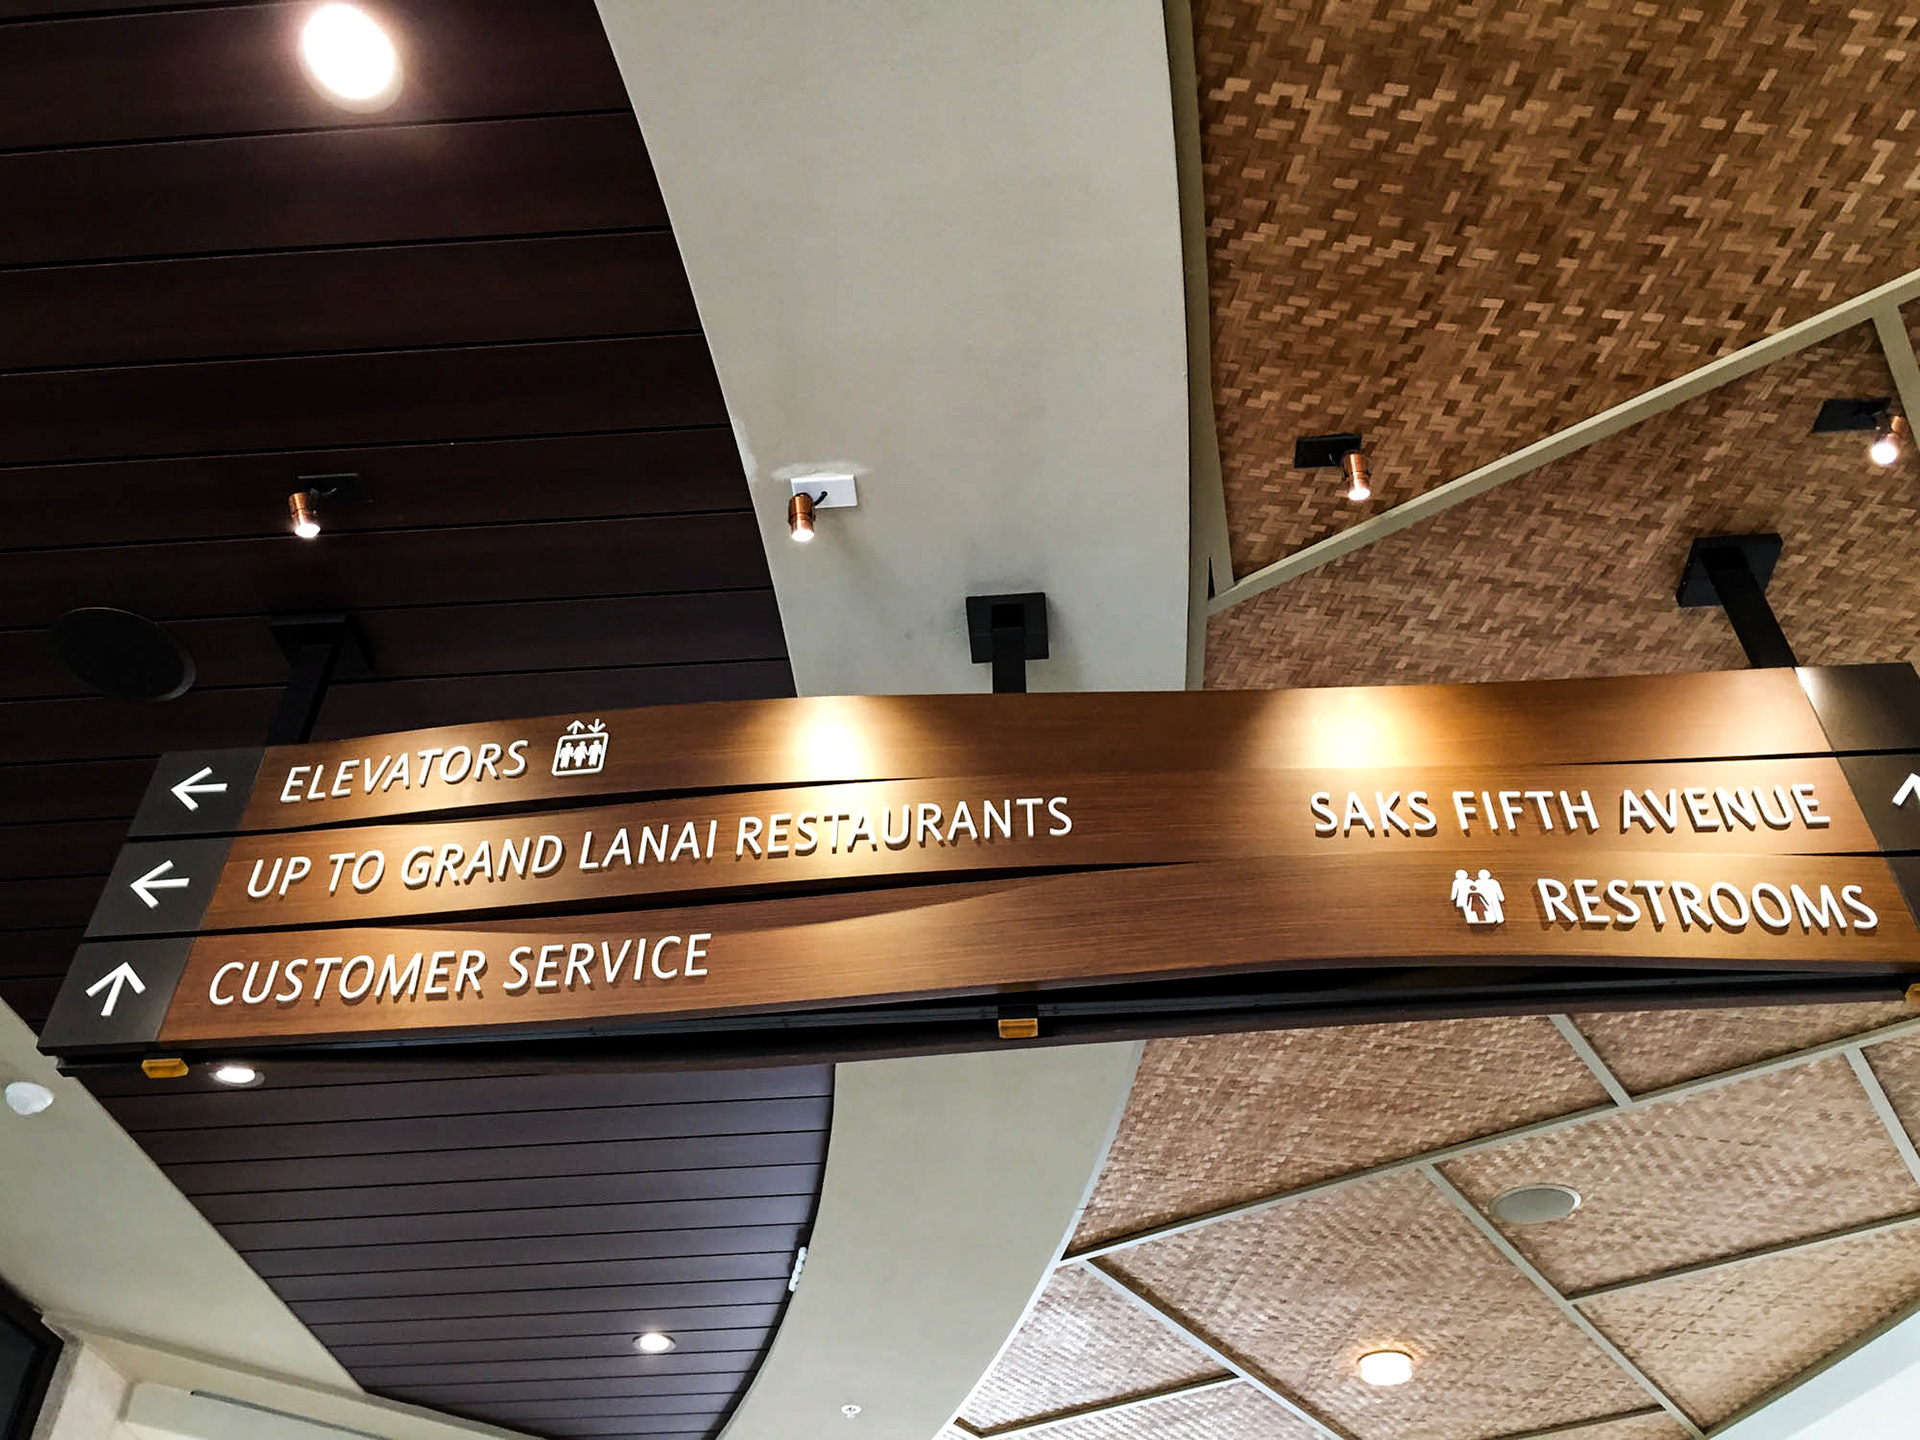 ELEVATORS
UP TO GRAND LANAI RESTAURANTS
CUSTOMER SERVICE
SAKS FIFTH AVENUE
RESTROOMS